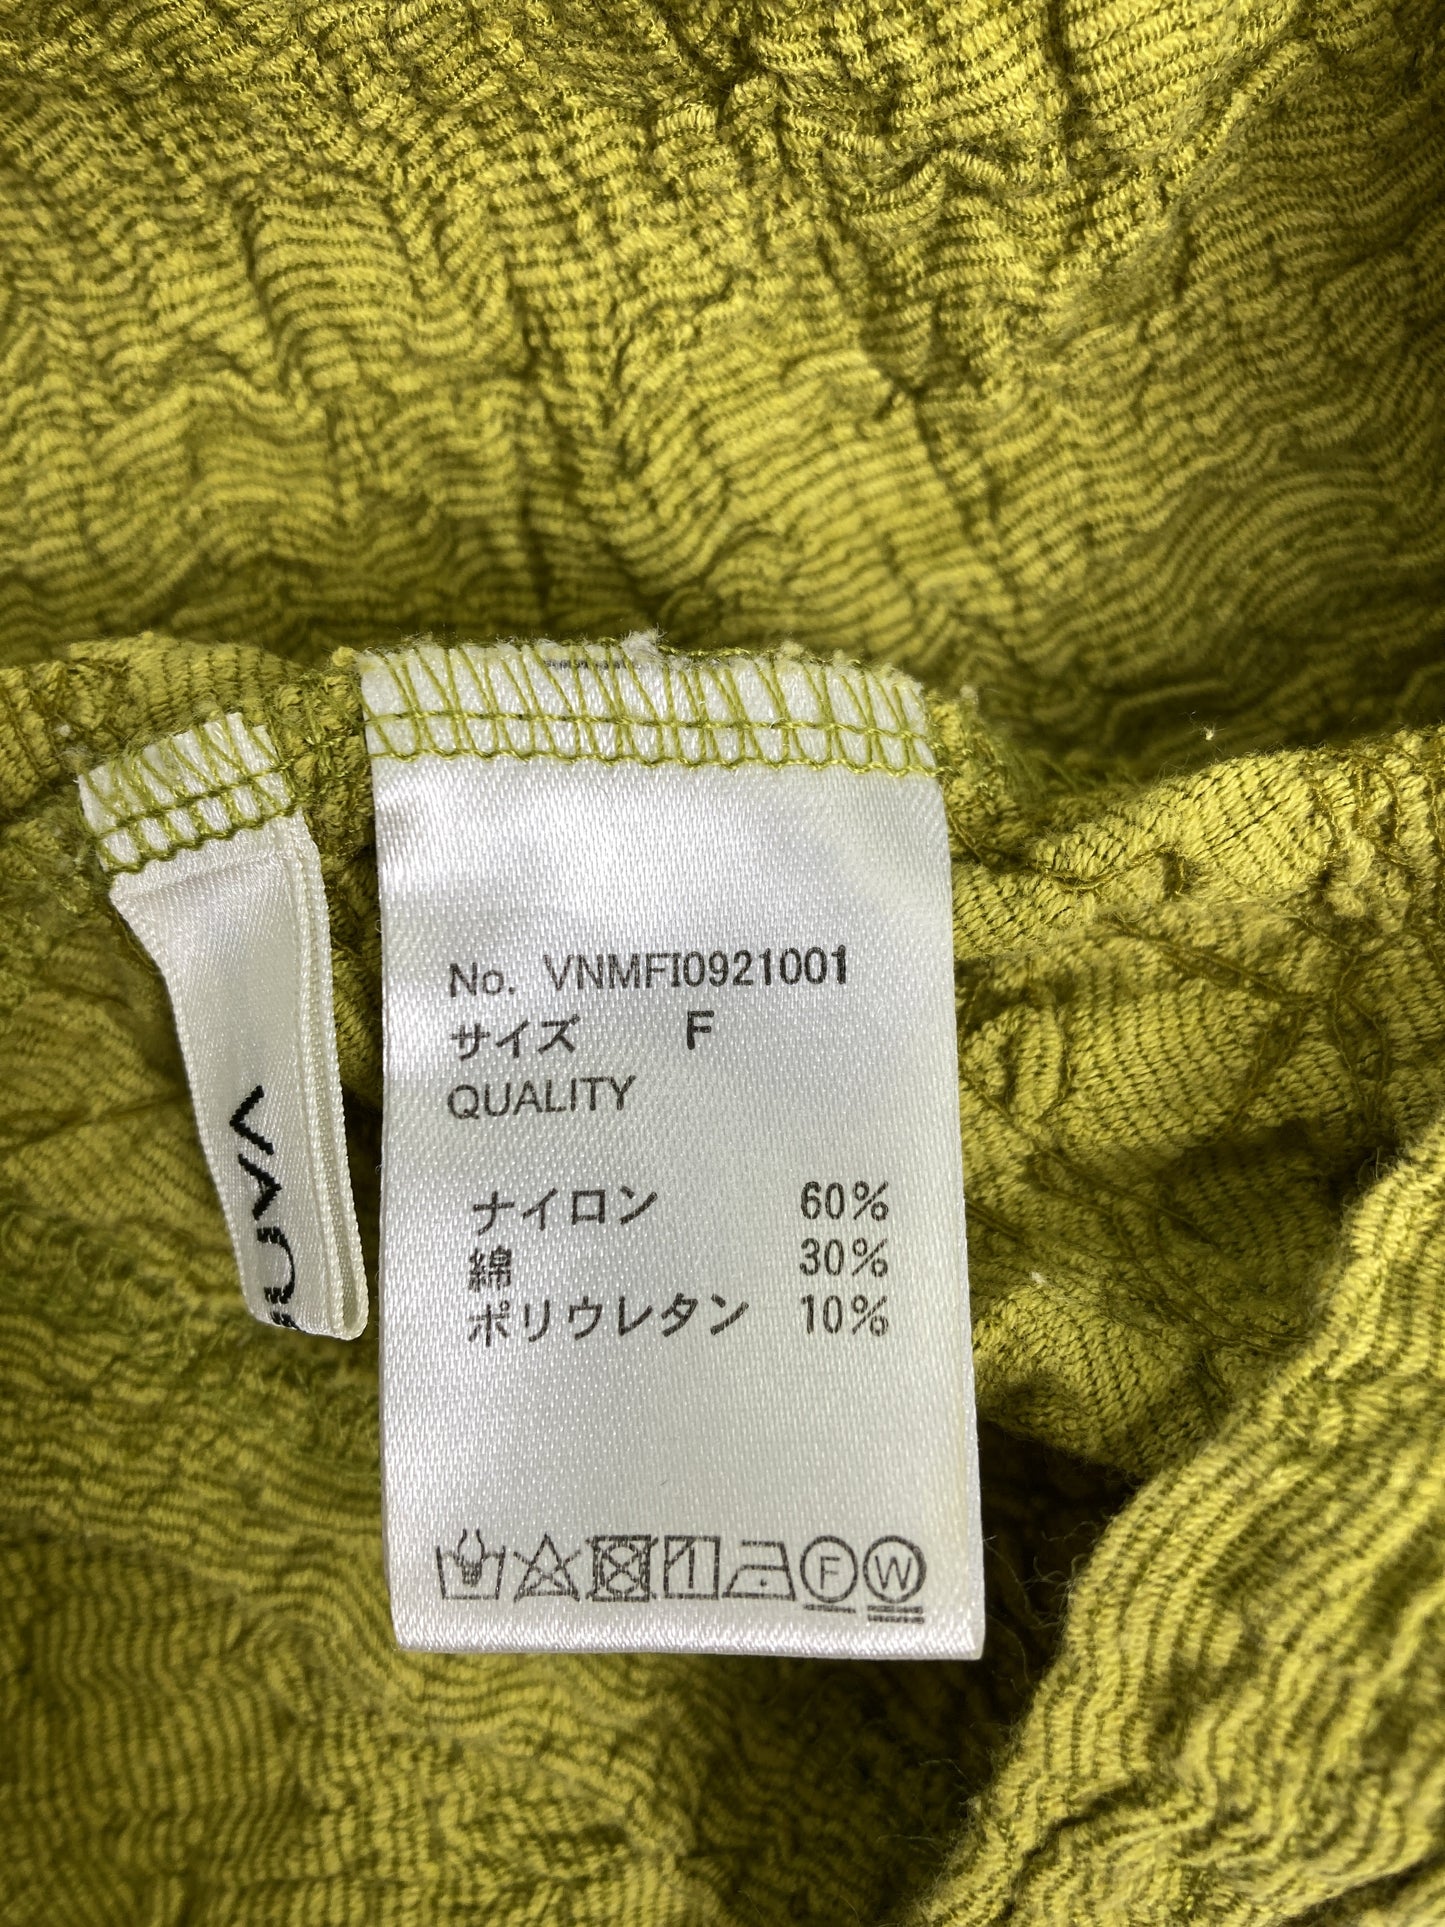 No. VNMFI0921001
サイズ F
QUALITY
ナイロン 60%
綿 30%
ポリウレタン 10%
F W